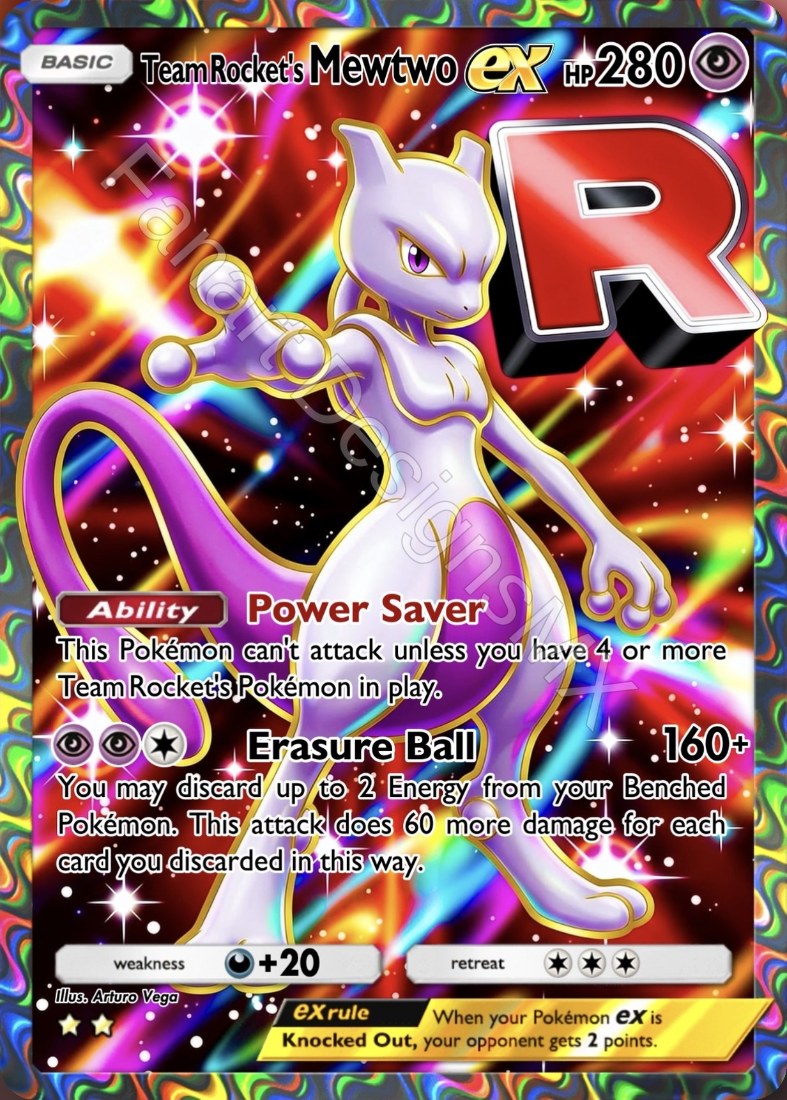 BASIC Team Rocket's Mewtwo ex HP 280
R
Fanart DesignsMX
Ability Power Saver
This Pokémon can't attack unless you have 4 or more
Team Rocket's Pokémon in play.
Erasure Ball 160+
You may discard up to 2 Energy from your Benched
Pokémon. This attack does 60 more damage for each
card you discarded in this way.
weakness +20 retreat
Illus. Arturo Vega
ex rule When your Pokémon ex is
Knocked Out, your opponent gets 2 points.